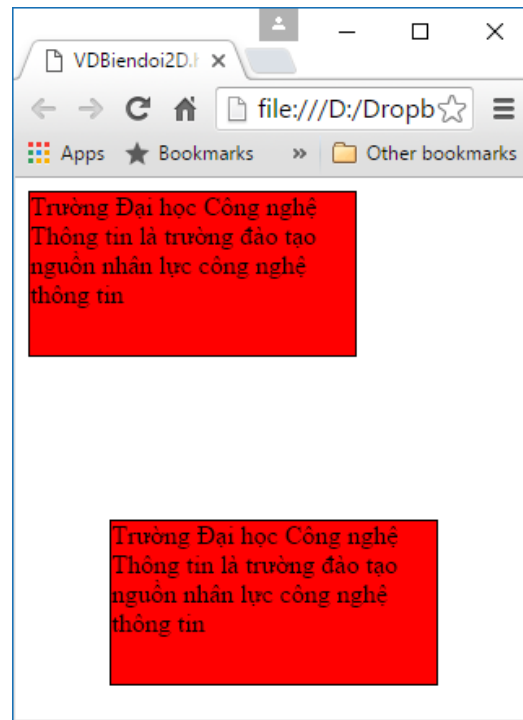 VDBiendoi2D.h
file:///D:/Dropb
Apps Bookmarks » Other bookmarks
Trường Đại học Công nghệ
Thông tin là trường đào tạo
nguồn nhân lực công nghệ
thông tin
Trường Đại học Công nghệ
Thông tin là trường đào tạo
nguồn nhân lực công nghệ
thông tin